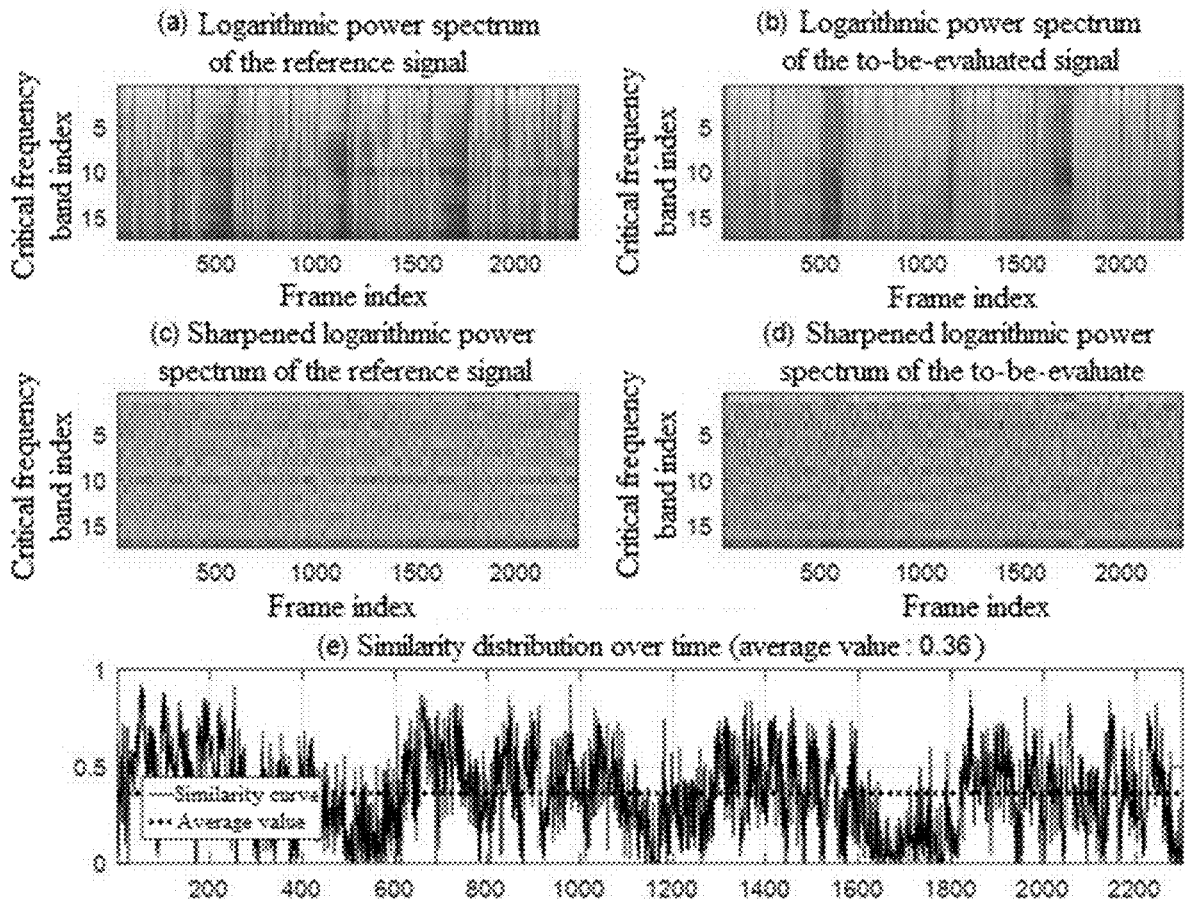 (a) Logarithmic power spectrum
of the reference signal
Critical frequency
band index
5
10
15
500 1000 1500 2000
Frame index
(b) Logarithmic power spectrum
of the to-be-evaluated signal
Critical frequency
band index
5
10
15
500 1000 1500 2000
Frame index
(c) Sharpened logarithmic power
spectrum of the reference signal
Critical frequency
band index
5
10
15
500 1000 1500 2000
Frame index
(d) Sharpened logarithmic power
spectrum of the to-be-evaluate
Critical frequency
band index
5
10
15
500 1000 1500 2000
Frame index
(e) Similarity distribution over time (average value : 0.36)
1
0.5
0
Similarity curve
Average value
200 400 600 800 1000 1200 1400 1600 1800 2000 2200